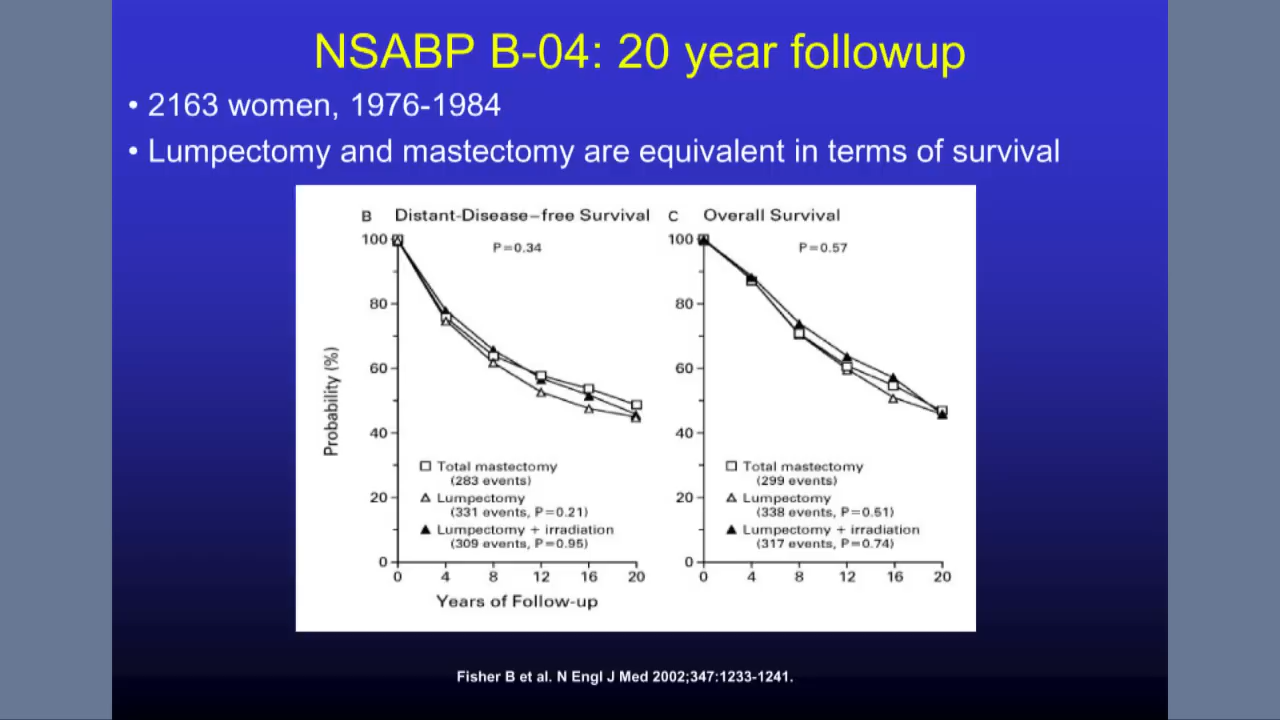 NSABP B-04: 20 year followup
• 2163 women, 1976-1984
• Lumpectomy and mastectomy are equivalent in terms of survival
B Distant-Disease–free Survival
P=0.34
100
80
60
40
20
0
Probability (%)
Total mastectomy
(283 events)
Lumpectomy
(331 events, P=0.21)
Lumpectomy + irradiation
(309 events, P=0.95)
0 4 8 12 16 20
Years of Follow-up
C Overall Survival
P=0.57
100
80
60
40
20
0
Total mastectomy
(299 events)
Lumpectomy
(338 events, P=0.51)
Lumpectomy + irradiation
(317 events, P=0.74)
0 4 8 12 16 20
Fisher B et al. N Engl J Med 2002;347:1233-1241.